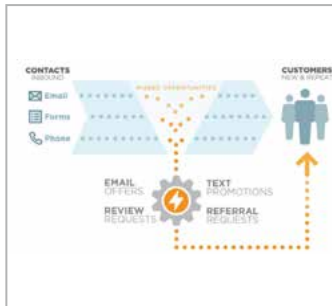 CONTACTS
INBOUND
Email
Forms
Phone
MISSED OPPORTUNITIES
CUSTOMERS
NEW & REPEAT
EMAIL
OFFERS
TEXT
PROMOTIONS
REVIEW
REQUESTS
REFERRAL
REQUESTS